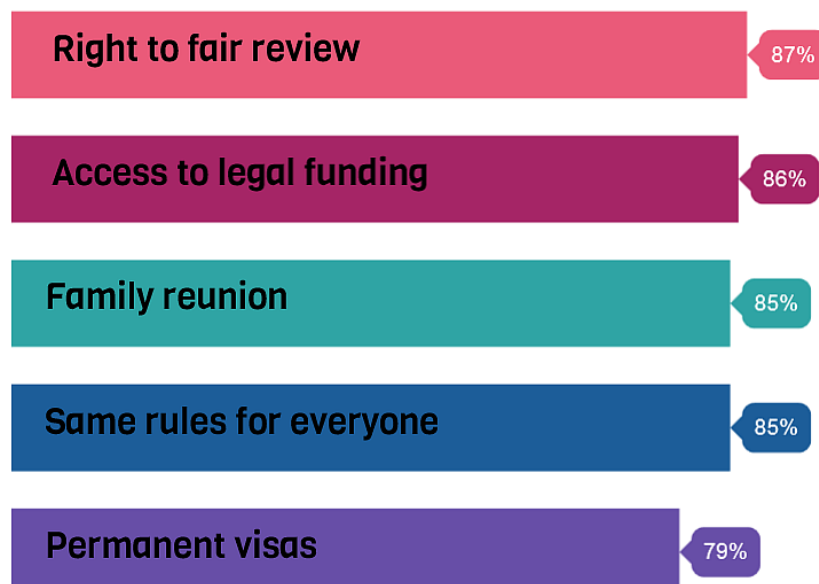 Right to fair review
87%
Access to legal funding
86%
Family reunion
85%
Same rules for everyone
85%
Permanent visas
79%